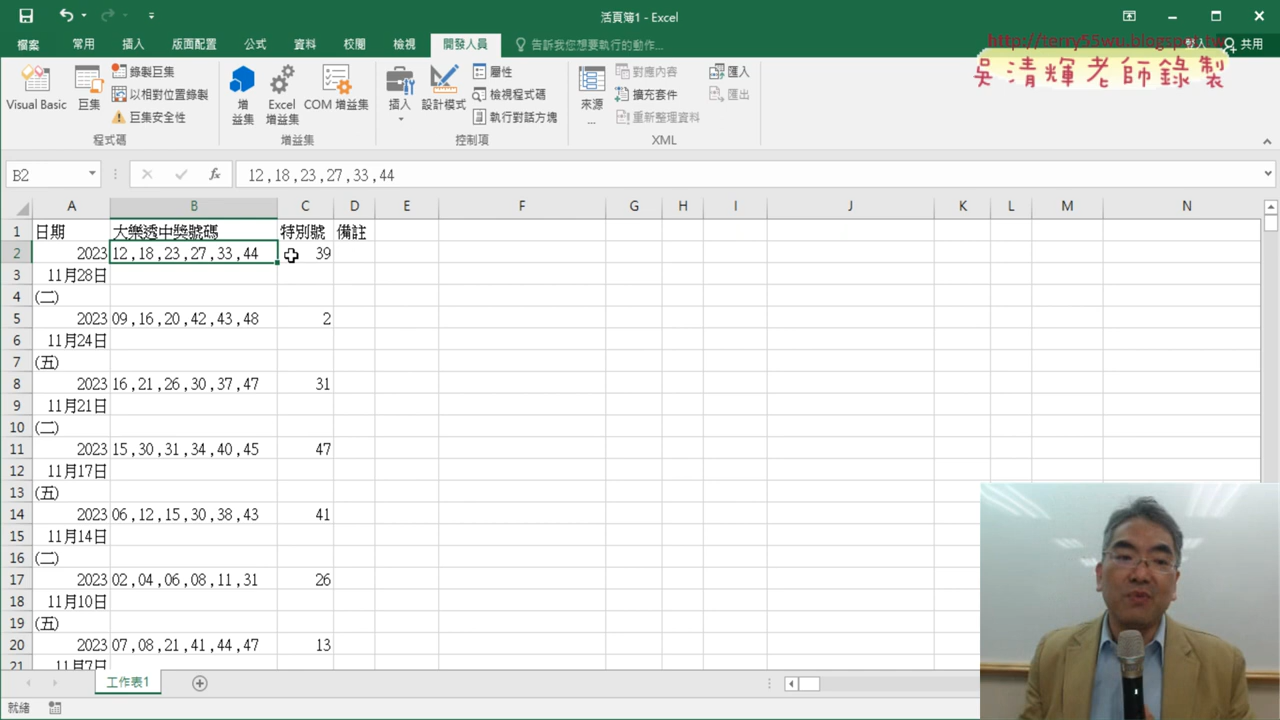 活頁簿1 - Excel
檔案 常用 插入 版面配置 公式 資料 校閱 檢視 開發人員 告訴我您想要執行的動作... 共用
http://terry55wu.blogspot.tw
吳清輝老師錄製
Visual Basic 巨集 錄製巨集 以相對位置錄製 巨集安全性
程式碼
增益集 Excel 增益集 COM 增益集
增益集
插入 設計模式 屬性 檢視程式碼 執行對話方塊
控制項
來源... 對應內容 擴充套件 重新整理資料 匯入 匯出
XML
B2 fx 12,18,23,27,33,44
A B C D E F G H I J K L M N
1 日期 大樂透中獎號碼 特別號 備註
2 2023 12,18,23,27,33,44 39
3 11月28日
4 (二)
5 2023 09,16,20,42,43,48 2
6 11月24日
7 (五)
8 2023 16,21,26,30,37,47 31
9 11月21日
10 (二)
11 2023 15,30,31,34,40,45 47
12 11月17日
13 (五)
14 2023 06,12,15,30,38,43 41
15 11月14日
16 (二)
17 2023 02,04,06,08,11,31 26
18 11月10日
19 (五)
20 2023 07,08,21,41,44,47 13
21 11月7日
工作表1
就緒